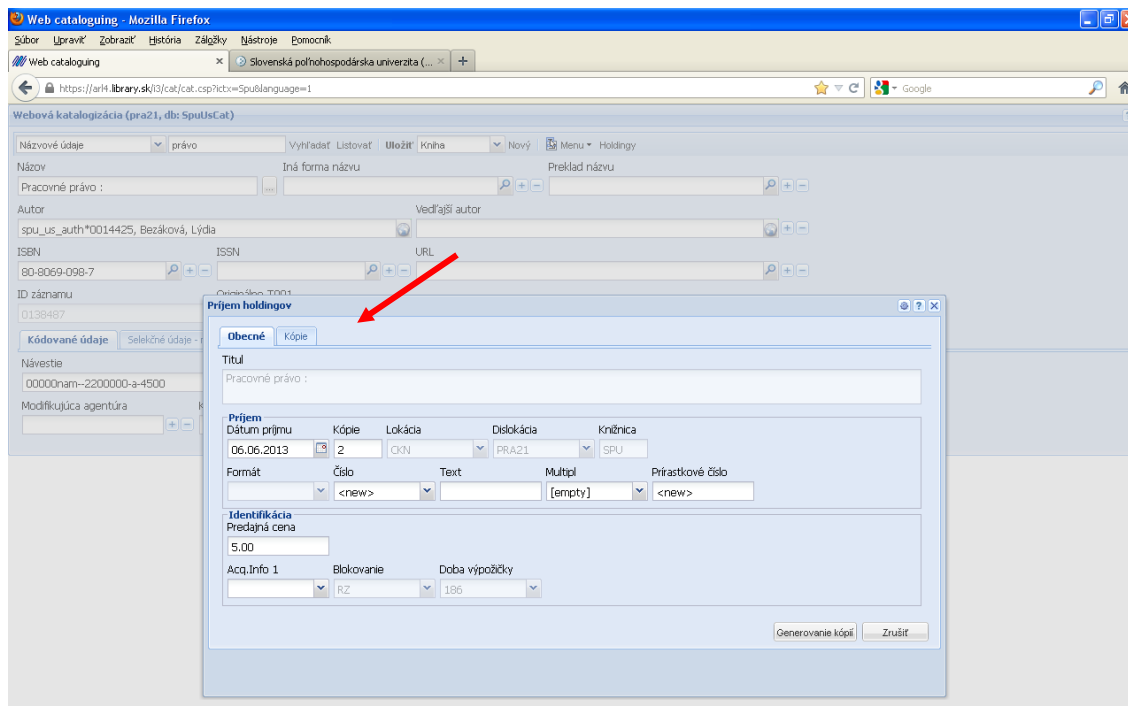 Web cataloguing - Mozilla Firefox
Súbor Upraviť Zobraziť História Záložky Nástroje Pomocník
Web cataloguing × Slovenská poľnohospodárska univerzita (... × +
https://arl4.library.sk/i3/cat/cat.csp?ictx=Spu&language=1 Google
Webová katalogizácia (pra21, db: SpuUsCat)
Názvové údaje právo Vyhľadať Listovať Uložiť Kniha Nový Menu Holdingy
Názov Iná forma názvu Preklad názvu
Pracovné právo : ...
Autor Vedľajší autor
spu_us_auth*0014425, Bezáková, Lýdia
ISBN ISSN URL
80-8069-098-7
ID záznamu Originálne T001
0138487
Príjem holdingov
Kódované údaje Selekčné údaje -
Obecné Kópie
Návestie
Titul
00000nam--2200000-a-4500
Pracovné právo :
Modifikujúca agentúra K
Príjem
Dátum príjmu Kópie Lokácia Dislokácia Knižnica
06.06.2013 2 CKN PRA21 SPU
Formát Číslo Text Multipl Prírastkové číslo
<new> [empty] <new>
Identifikácia
Predajná cena
5.00
Acq.Info 1 Blokovanie Doba výpožičky
RZ 186
Generovanie kópií Zrušiť